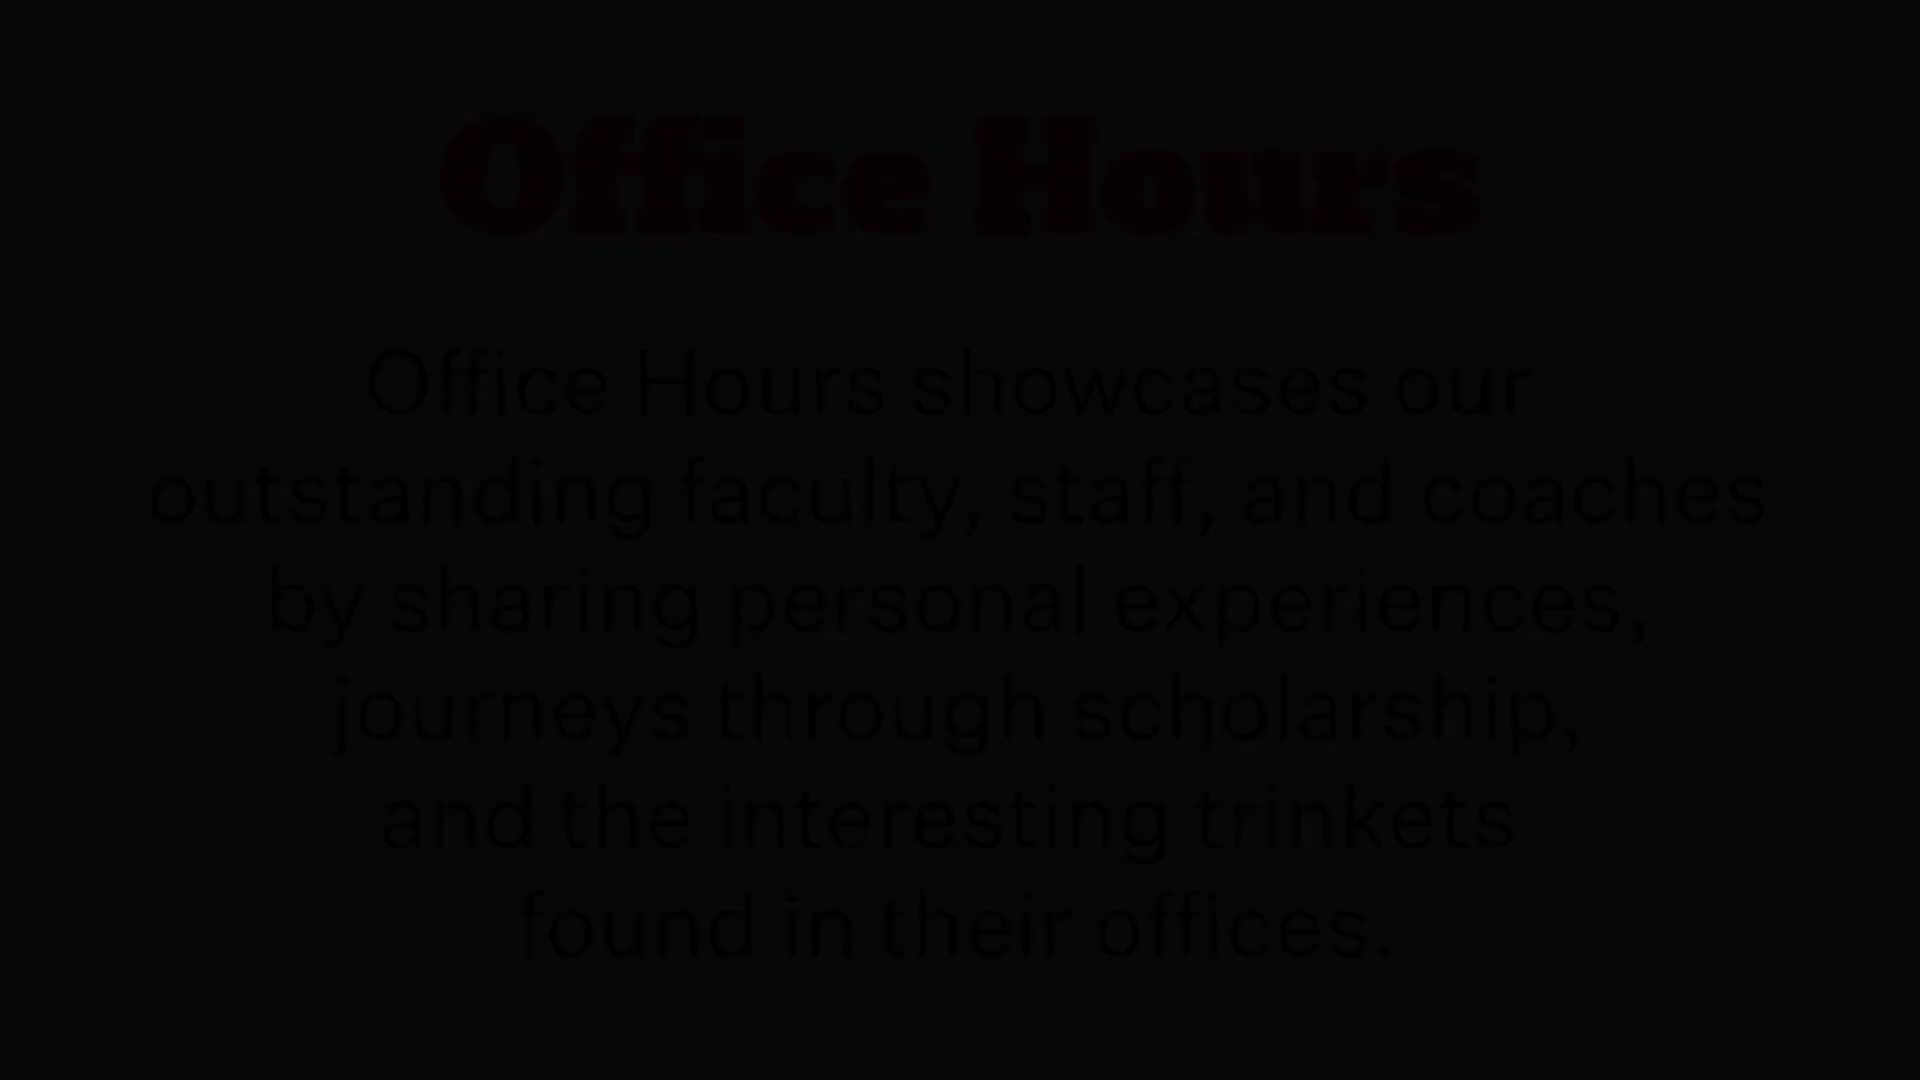 Office Hours
Office Hours showcases our
outstanding faculty, staff, and coaches
by sharing personal experiences,
journeys through scholarship,
and the interesting trinkets
found in their offices.